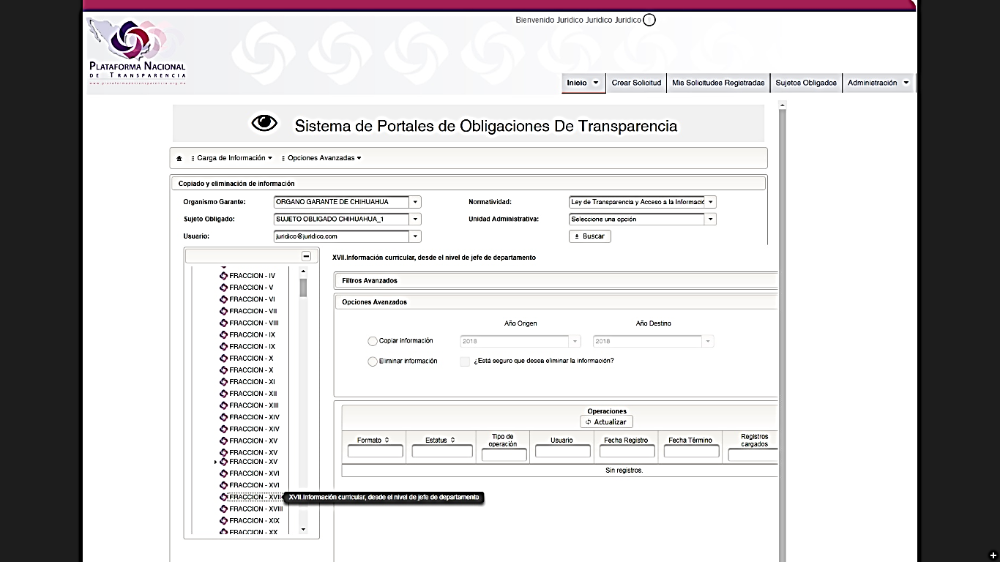 Bienvenido Juridico Juridico Juridico
PLATAFORMA NACIONAL
DE TRANSPARENCIA
www.plataformadetransparencia.org.mx
Inicio
Crear Solicitud
Mis Solicitudes Registradas
Sujetos Obligados
Administración
Sistema de Portales de Obligaciones De Transparencia
Carga de Información
Opciones Avanzadas
Copiado y eliminación de información
Organismo Garante: ORGANO GARANTE DE CHIHUAHUA
Normatividad: Ley de Transparencia y Acceso a la Informació
Sujeto Obligado: SUJETO OBLIGADO CHIHUAHUA_1
Unidad Administrativa: Seleccione una opción
Usuario: juridico@juridico.com
Buscar
XVII.Información curricular, desde el nivel de jefe de departamento
FRACCION - IV
FRACCION - V
FRACCION - VI
FRACCION - VII
FRACCION - VIII
FRACCION - IX
FRACCION - IX
FRACCION - X
FRACCION - X
FRACCION - XI
FRACCION - XII
FRACCION - XIII
FRACCION - XIV
FRACCION - XIV
FRACCION - XV
FRACCION - XV
FRACCION - XV
FRACCION - XVI
FRACCION - XVI
FRACCION - XVII
XVII.Información curricular, desde el nivel de jefe de departamento
FRACCION - XVIII
FRACCION - XIX
FRACCION - XX
Filtros Avanzados
Opciones Avanzados
Año Origen
Año Destino
Copiar información 2018 2018
Eliminar información ¿Está seguro que desea eliminar la información?
Operaciones
Actualizar
Formato
Estatus
Tipo de operación
Usuario
Fecha Registro
Fecha Término
Registros cargados
Sin registros.